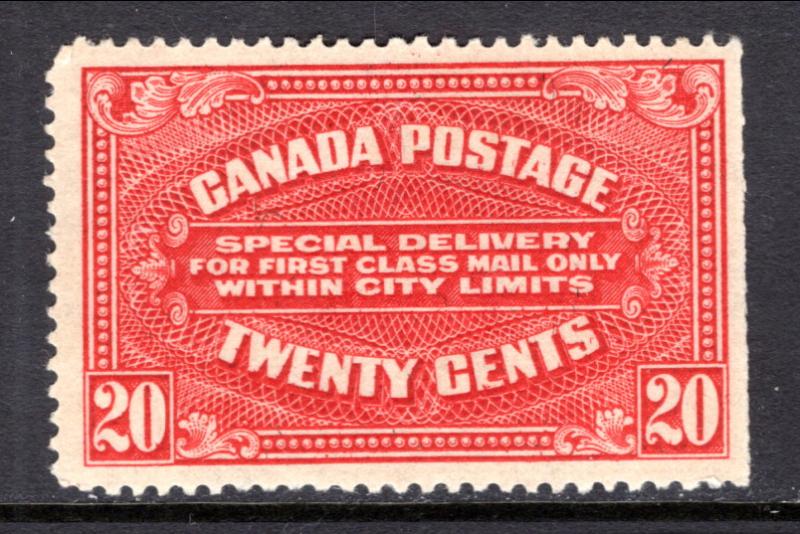 CANADA POSTAGE
SPECIAL DELIVERY
FOR FIRST CLASS MAIL ONLY
WITHIN CITY LIMITS
TWENTY CENTS
20 20